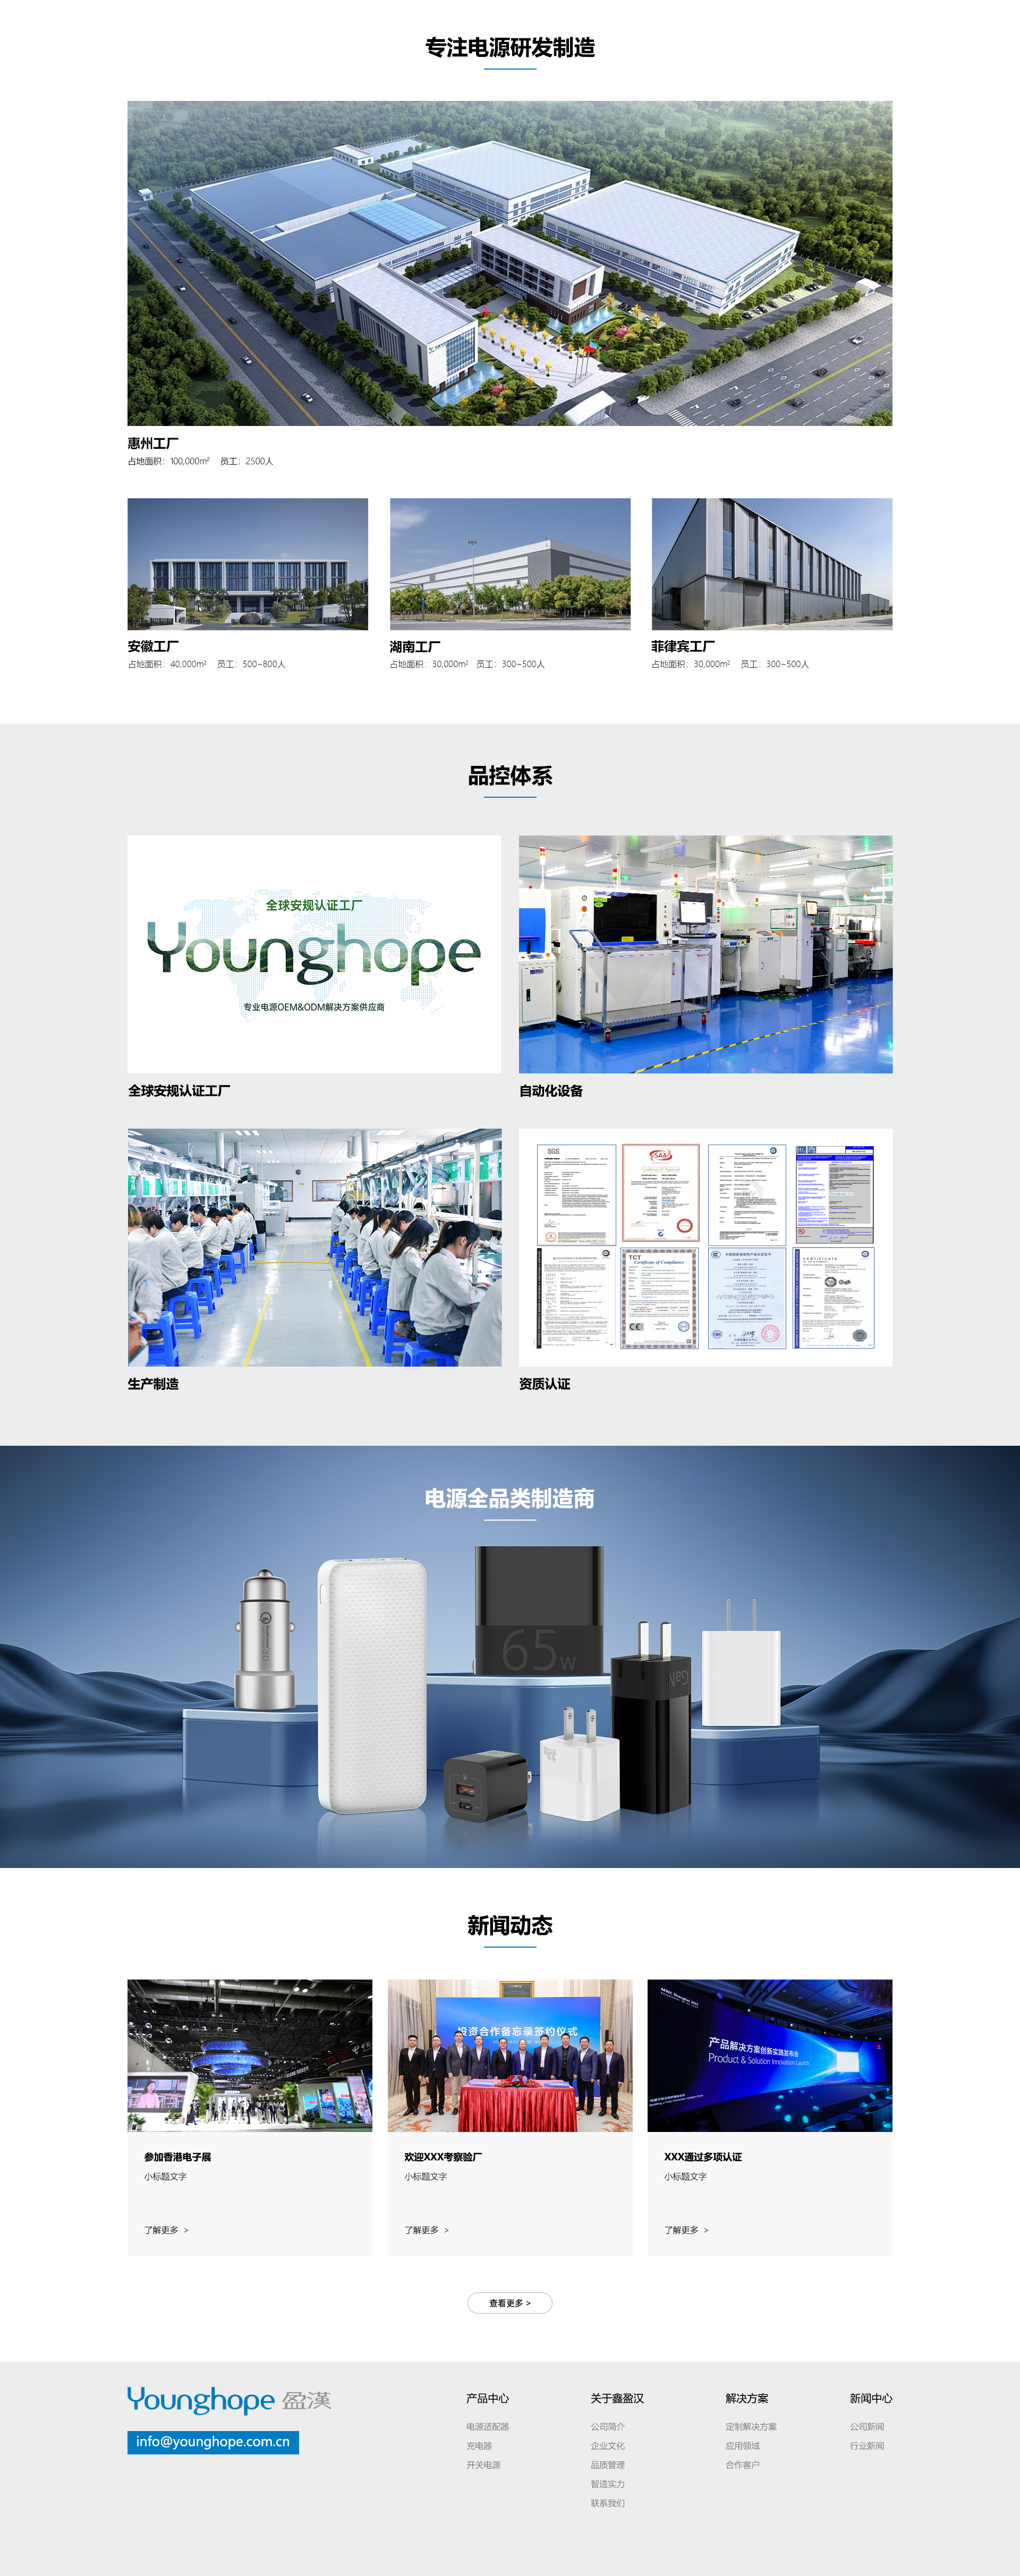 专注电源研发制造
惠州工厂
占地面积：100,000m² 员工：2500人
安徽工厂
占地面积：40,000m² 员工：500~800人
湖南工厂
占地面积：30,000m² 员工：300~500人
菲律宾工厂
占地面积：30,000m² 员工：300~500人
品控体系
全球安规认证工厂
Younghope
专业电源OEM&ODM解决方案供应商
全球安规认证工厂
自动化设备
SGS
SAA
TCT
Certificate of Compliance
CERTIFICATE
生产制造
资质认证
电源全品类制造商
65W
GaN
新闻动态
投资合作备忘录签约仪式
产品解决方案创新实践发布会
Product & Solution Innovation Launch
参加香港电子展
小标题文字
了解更多 >
欢迎XXX考察验厂
小标题文字
了解更多 >
XXX通过多项认证
小标题文字
了解更多 >
查看更多 >
Younghope 盈漢
info@younghope.com.cn
产品中心
电源适配器
充电器
开关电源
关于鑫盈汉
公司简介
企业文化
品质管理
智造实力
联系我们
解决方案
定制解决方案
应用领域
合作客户
新闻中心
公司新闻
行业新闻